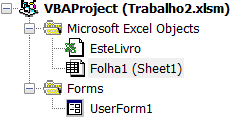 VBAProject (Trabalho2.xlsm)
Microsoft Excel Objects
EsteLivro
Folha1 (Sheet1)
Forms
UserForm1